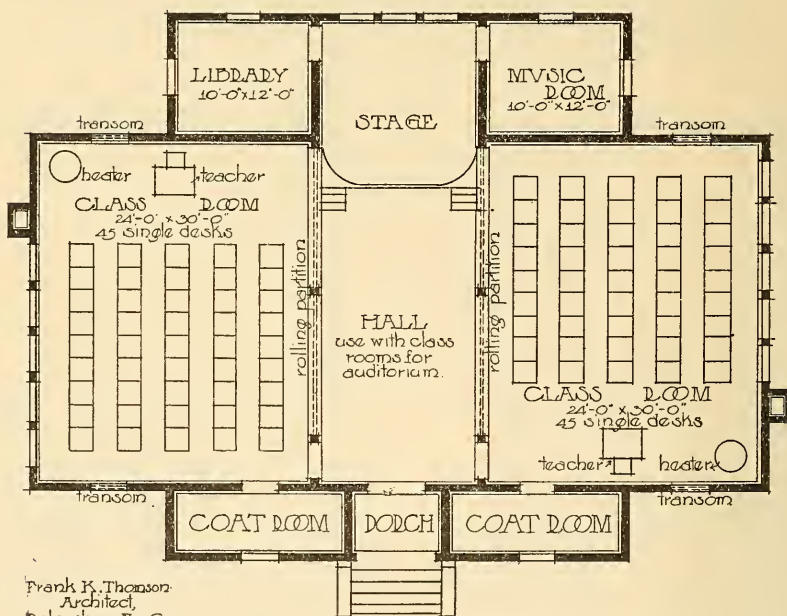 LIBRARY
10'-0"x12'-0"
STAGE
MUSIC
ROOM
10'-0"x12'-0"
transom
transom
heater
teacher
CLASS ROOM
24'-0" x 30'-0"
45 single desks
rolling partition
HALL
use with class
rooms for
auditorium.
rolling partition
CLASS ROOM
24'-0" x 30'-0"
45 single desks
teacher
heater
transom
transom
COAT ROOM
PORCH
COAT ROOM
Frank K. Thomson
Architect,